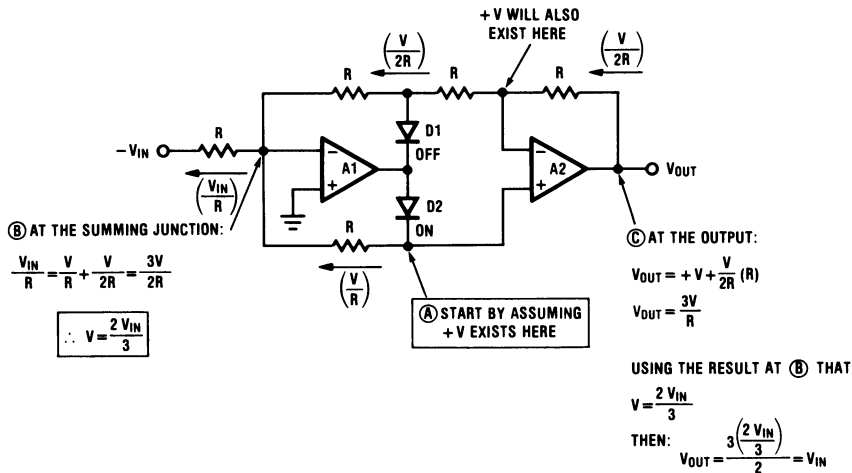 +V WILL ALSO
EXIST HERE
(V/2R)
(V/2R)
R
R
R
D1
OFF
−VIN
R
−
+
A1
−
+
A2
VOUT
(VIN/R)
D2
ON
R
(V/R)
Ⓑ AT THE SUMMING JUNCTION:
VIN/R = V/R + V/2R = 3V/2R
∴ V = 2 VIN/3
Ⓐ START BY ASSUMING
+V EXISTS HERE
Ⓒ AT THE OUTPUT:
VOUT = +V + V/2R (R)
VOUT = 3V/R
USING THE RESULT AT Ⓑ THAT
V = 2 VIN/3
THEN:
VOUT = 3(2 VIN/3)/2 = VIN